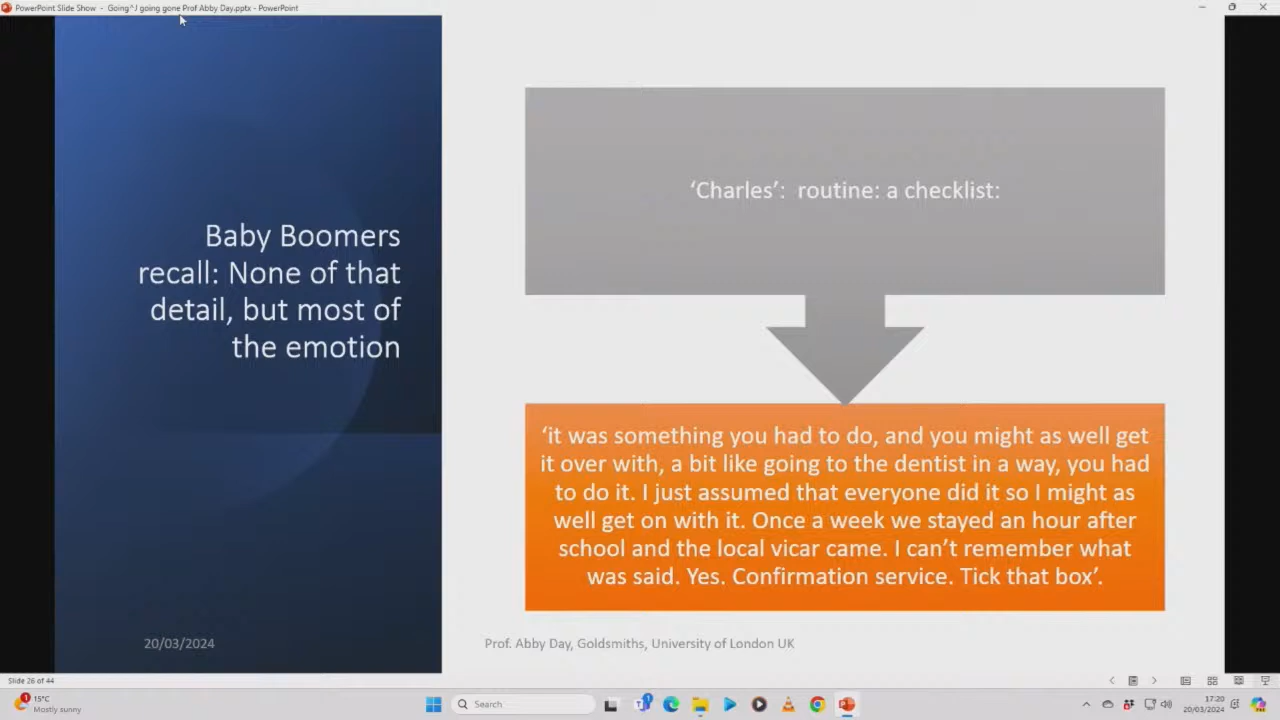 PowerPoint Slide Show - Going^J going gone Prof Abby Day.pptx - PowerPoint
Baby Boomers
recall: None of that
detail, but most of
the emotion
‘Charles’: routine: a checklist:
‘it was something you had to do, and you might as well get
it over with, a bit like going to the dentist in a way, you had
to do it. I just assumed that everyone did it so I might as
well get on with it. Once a week we stayed an hour after
school and the local vicar came. I can’t remember what
was said. Yes. Confirmation service. Tick that box’.
20/03/2024
Prof. Abby Day, Goldsmiths, University of London UK
Slide 26 of 44
1
15°C
Mostly sunny
Search
1
17:20
20/03/2024